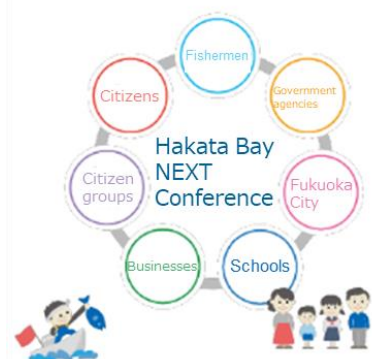 Fishermen
Government
agencies
Fukuoka
City
Schools
Businesses
Citizen
groups
Citizens
Hakata Bay
NEXT
Conference